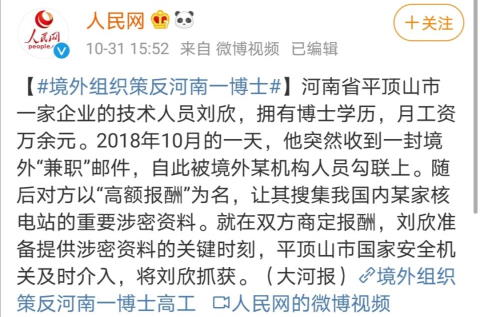 人民网
people.cn
人民网
+关注
10-31 15:52 来自 微博视频 已编辑
【#境外组织策反河南一博士#】河南省平顶山市
一家企业的技术人员刘欣，拥有博士学历，月工资
万余元。2018年10月的一天，他突然收到一封境
外“兼职”邮件，自此被境外某机构人员勾联上。随
后对方以“高额报酬”为名，让其搜集我国内某家核
电站的重要涉密资料。就在双方商定报酬，刘欣准
备提供涉密资料的关键时刻，平顶山市国家安全机
关及时介入，将刘欣抓获。（大河报）境外组织
策反河南一博士高工 人民网的微博视频